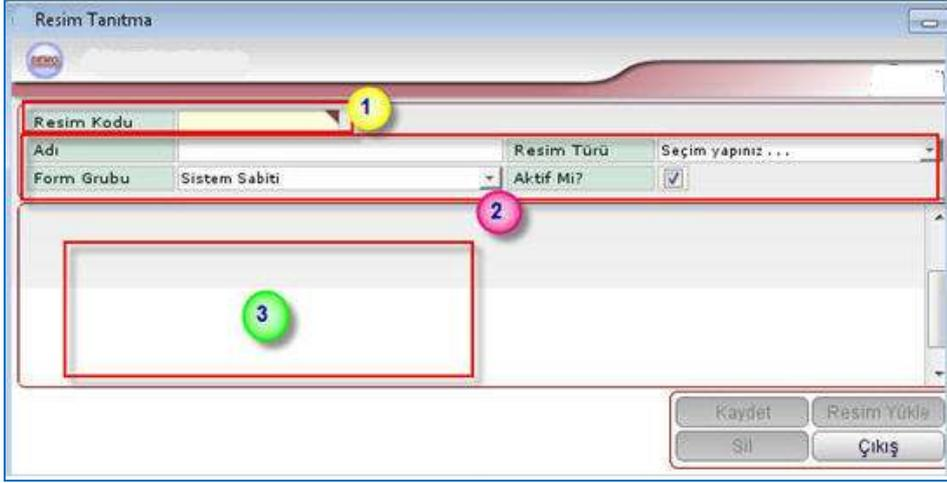 Resim Tanıtma
DEMO
Resim Kodu
1
Adı
Resim Türü
Seçim yapınız ...
Form Grubu
Sistem Sabiti
Aktif Mi?
2
3
Kaydet
Resim Yükle
Sil
Çıkış